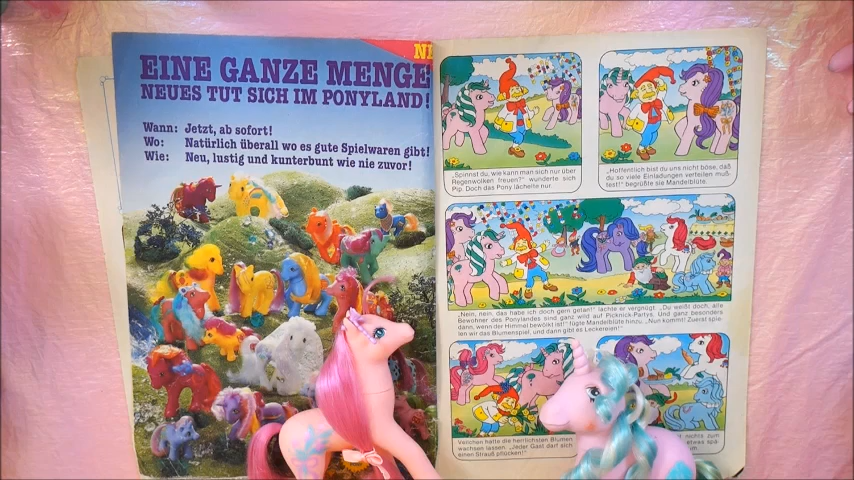 EINE GANZE MENGE
NEUES TUT SICH IM PONYLAND!
Wann: Jetzt, ab sofort!
Wo: Natürlich überall wo es gute Spielwaren gibt!
Wie: Neu, lustig und kunterbunt wie nie zuvor!
„Spinnst du, wie kann man sich nur über
Regenwolken freuen?" wunderte sich
Pip. Doch das Pony lächelte nur.
„Hoffentlich bist du uns nicht böse, daß
du so viele Einladungen verteilen muß-
test!" begrüßte sie Mandelblüte.
„Nein, nein, das habe ich doch gern getan!" lachte er vergnügt. „Du weißt doch, alle
Bewohner des Ponylandes sind ganz wild auf Picknick-Partys. Und ganz besonders
dann, wenn der Himmel bewölkt ist!" fügte Mandelblüte hinzu. „Nun kommt! Zuerst spie-
len wir das Blumenspiel, und dann gibt es Leckereien!"
Veilchen hatte die herrlichsten Blumen
wachsen lassen. „Jeder Gast darf sich
einen Strauß pflücken!"
nichts zum
etwas spä-